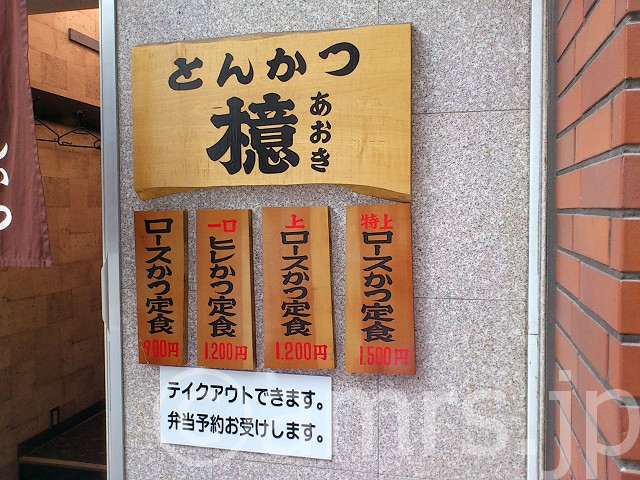 とんかつ
檍
あおき
ロースかつ定食
900円
一口
ヒレかつ定食
1.200円
上
ロースかつ定食
1.200円
特上
ロースかつ定食
1.500円
テイクアウトできます。
弁当予約お受けします。